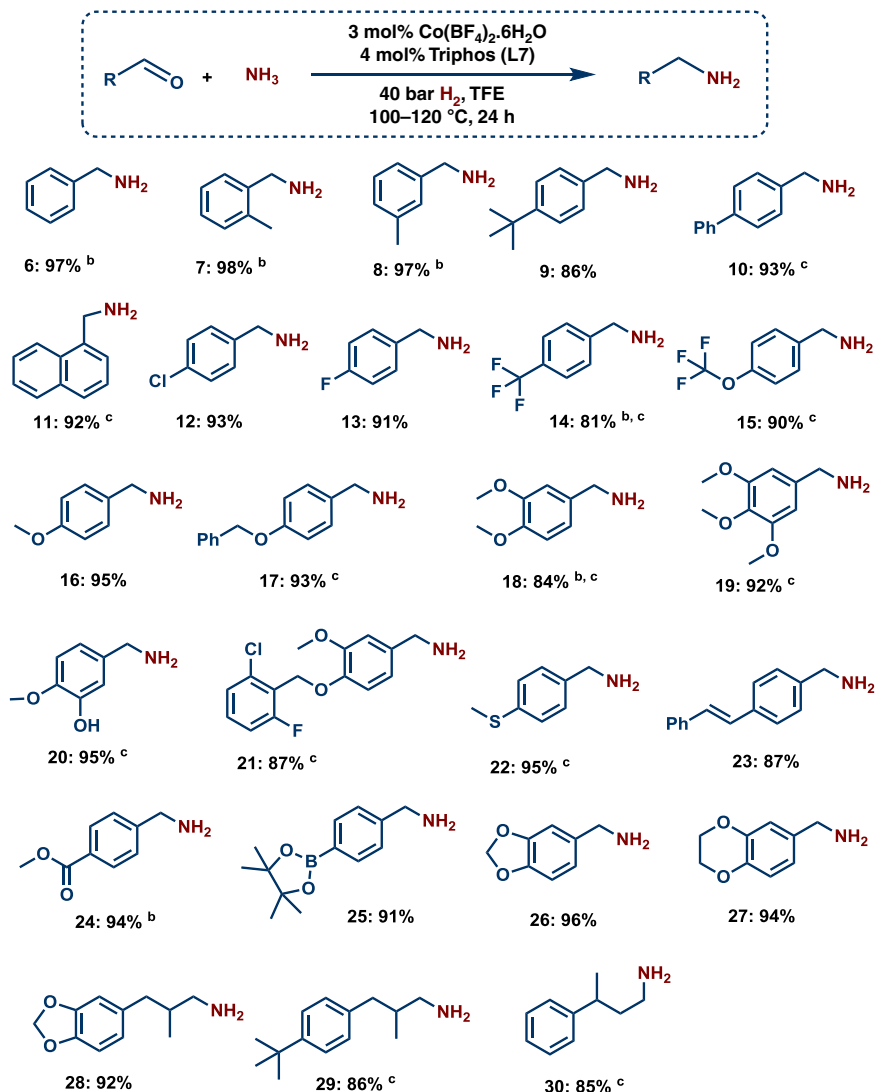 3 mol% Co(BF4)2.6H2O
4 mol% Triphos (L7)
R O + NH3 R NH2
40 bar H2, TFE
100–120 °C, 24 h
NH2 NH2 NH2 NH2 Ph NH2
6: 97% b 7: 98% b 8: 97% b 9: 86% 10: 93% c
NH2 Cl NH2 F NH2 F F F NH2 F F F O NH2
11: 92% c 12: 93% 13: 91% 14: 81% b, c 15: 90% c
O NH2 Ph O NH2 O O NH2 O O O NH2
16: 95% 17: 93% c 18: 84% b, c 19: 92% c
O OH NH2 Cl F O O NH2 S NH2 Ph NH2
20: 95% c 21: 87% c 22: 95% c 23: 87%
O O NH2 O B O NH2 O O NH2 O O NH2
24: 94% b 25: 91% 26: 96% 27: 94%
O O NH2 NH2 NH2
28: 92% 29: 86% c 30: 85% c